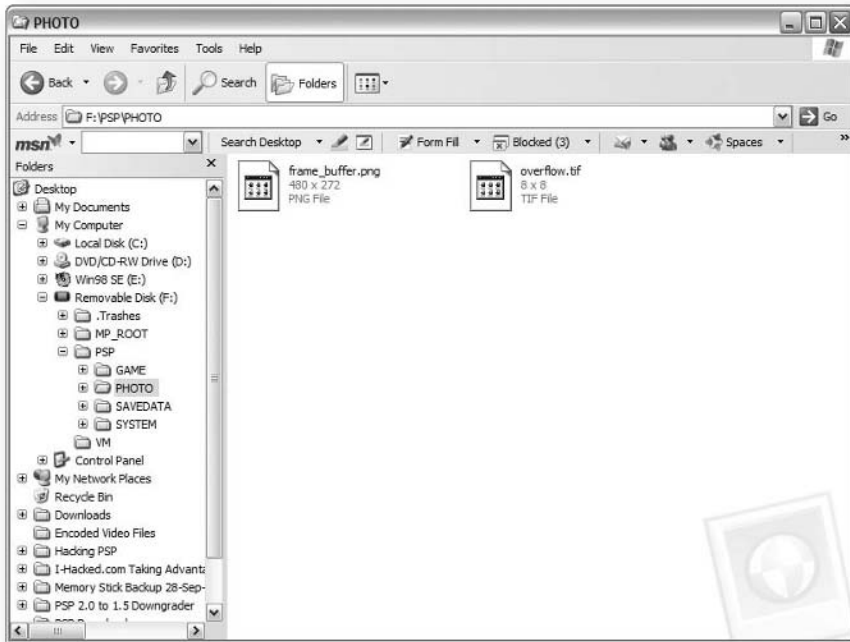 PHOTO
File Edit View Favorites Tools Help
Back Search Folders
Address F:\PSP\PHOTO Go
msn Search Desktop Form Fill Blocked (3) Spaces »
Folders
Desktop
My Documents
My Computer
Local Disk (C:)
DVD/CD-RW Drive (D:)
Win98 SE (E:)
Removable Disk (F:)
.Trashes
MP_ROOT
PSP
GAME
PHOTO
SAVEDATA
SYSTEM
VM
Control Panel
My Network Places
Recycle Bin
Downloads
Encoded Video Files
Hacking PSP
I-Hacked.com Taking Advanta
Memory Stick Backup 28-Sep-
PSP 2.0 to 1.5 Downgrader
frame_buffer.png
480 x 272
PNG File
overflow.tif
8 x 8
TIF File